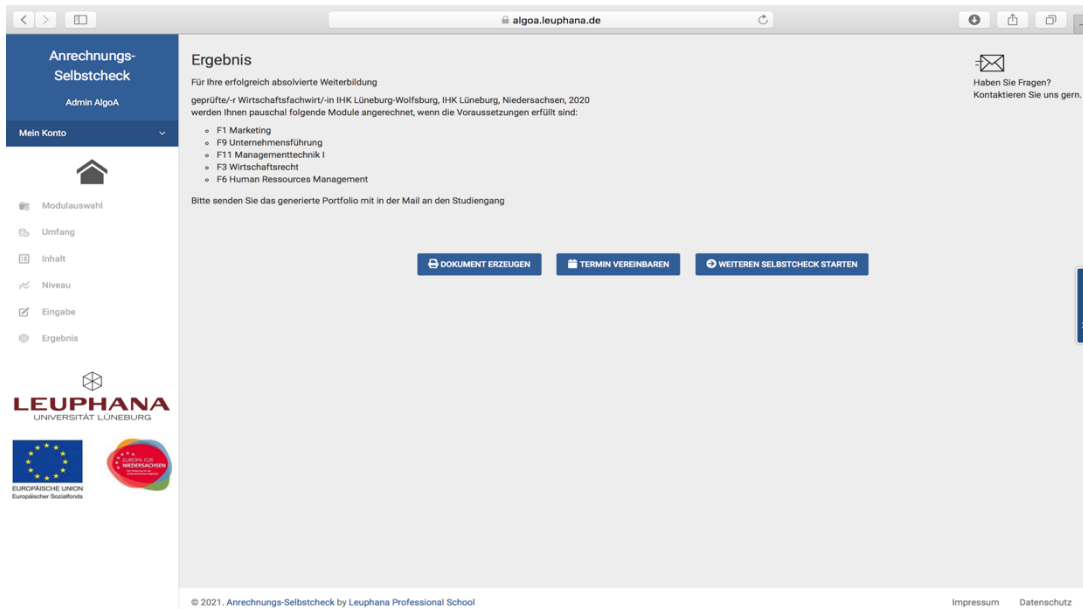 algoa.leuphana.de
Anrechnungs-
Selbstcheck
Admin AlgoA
Mein Konto
Modulauswahl
Umfang
Inhalt
Niveau
Eingabe
Ergebnis
LEUPHANA
UNIVERSITÄT LÜNEBURG
EUROPÄISCHE UNION
Europäischer Sozialfonds
EUROPA FÜR
NIEDERSACHSEN
Ergebnis
Für Ihre erfolgreich absolvierte Weiterbildung
geprüfte/-r Wirtschaftsfachwirt/-in IHK Lüneburg-Wolfsburg, IHK Lüneburg, Niedersachsen, 2020
werden Ihnen pauschal folgende Module angerechnet, wenn die Voraussetzungen erfüllt sind:
F1 Marketing
F9 Unternehmensführung
F11 Managementtechnik I
F3 Wirtschaftsrecht
F6 Human Ressources Management
Bitte senden Sie das generierte Portfolio mit in der Mail an den Studiengang
DOKUMENT ERZEUGEN
TERMIN VEREINBAREN
WEITEREN SELBSTCHECK STARTEN
Haben Sie Fragen?
Kontaktieren Sie uns gern.
© 2021. Anrechnungs-Selbstcheck by Leuphana Professional School
Impressum Datenschutz